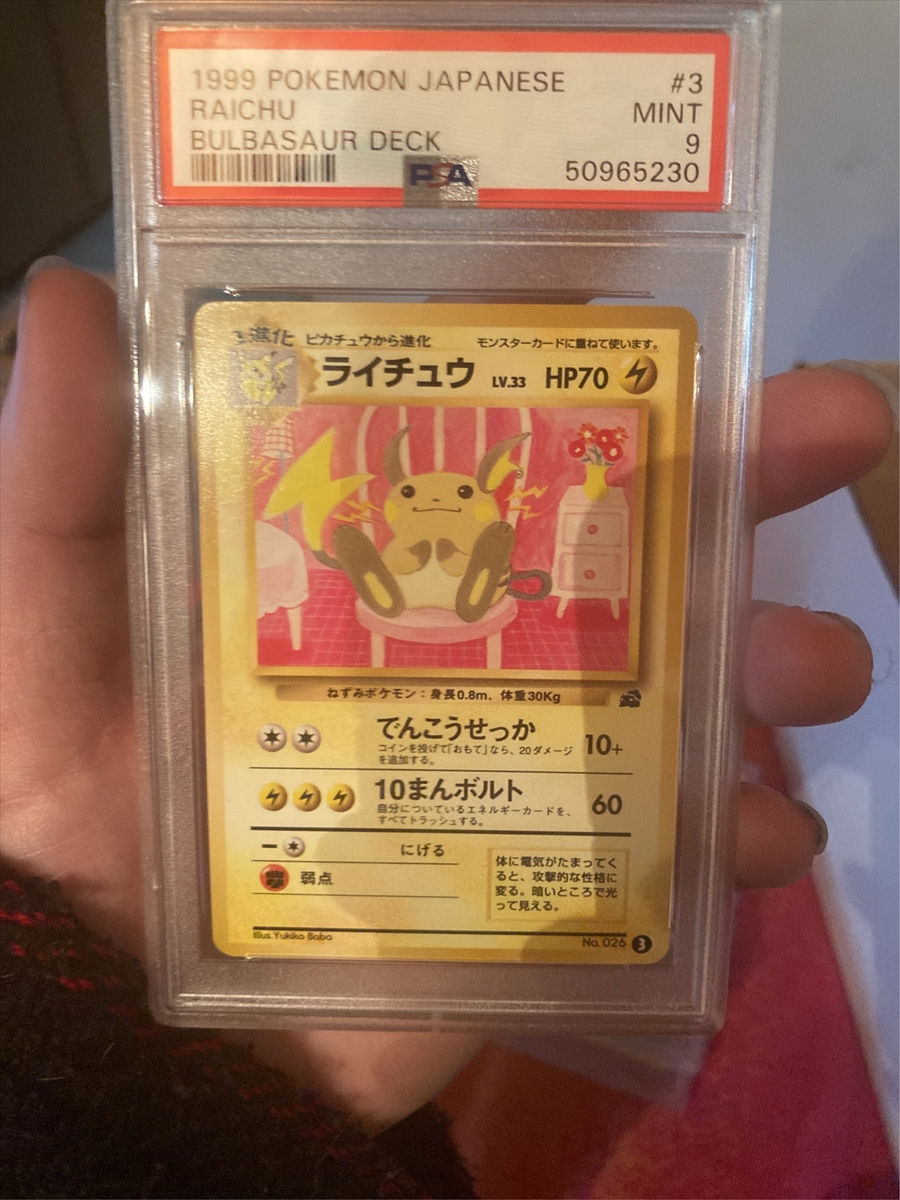 1999 POKEMON JAPANESE #3
RAICHU MINT
BULBASAUR DECK 9
PSA 50965230
進化 ピカチュウから進化 モンスターカードに重ねて使います。
ライチュウ LV.33 HP70
ねずみポケモン:身長0.8m、体重30Kg
でんこうせっか 10+
コインを投げて「おもて」なら、20ダメージ
を追加する。
10まんボルト 60
自分についているエネルギーカードを、
すべてトラッシュする。
ー にげる
弱点
体に電気がたまってく
ると、攻撃的な性格に
変る。暗いところで光
って見える。
Illus. Yukiko Baba No. 026 3